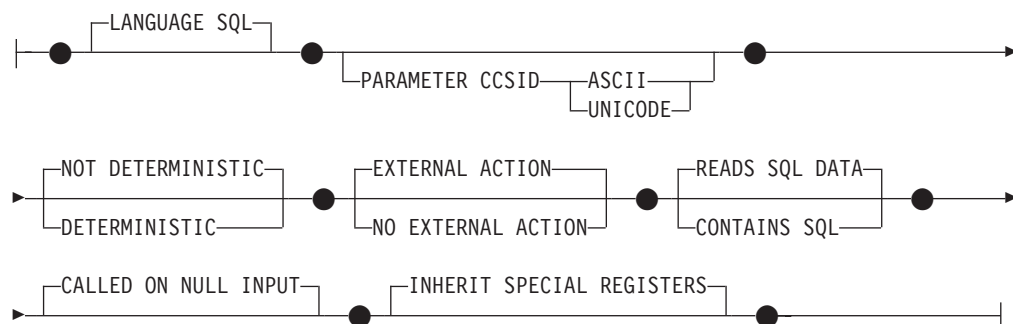 LANGUAGE SQL
PARAMETER CCSID ASCII
UNICODE
NOT DETERMINISTIC EXTERNAL ACTION READS SQL DATA
DETERMINISTIC NO EXTERNAL ACTION CONTAINS SQL
CALLED ON NULL INPUT INHERIT SPECIAL REGISTERS